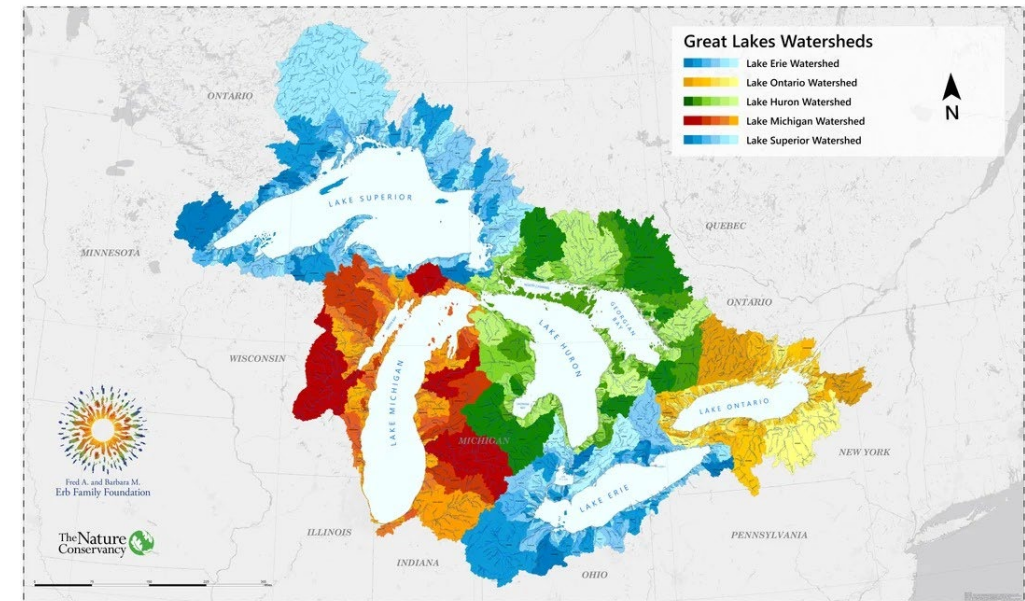 Great Lakes Watersheds
Lake Erie Watershed
Lake Ontario Watershed
Lake Huron Watershed
Lake Michigan Watershed
Lake Superior Watershed
N
ONTARIO
LAKE SUPERIOR
QUEBEC
MINNESOTA
ONTARIO
GEORGIAN
BAY
LAKE HURON
WISCONSIN
LAKE MICHIGAN
LAKE ONTARIO
MICHIGAN
NEW YORK
LAKE ERIE
Fred A. and Barbara M.
Erb Family Foundation
The Nature
Conservancy
ILLINOIS
PENNSYLVANIA
INDIANA
OHIO